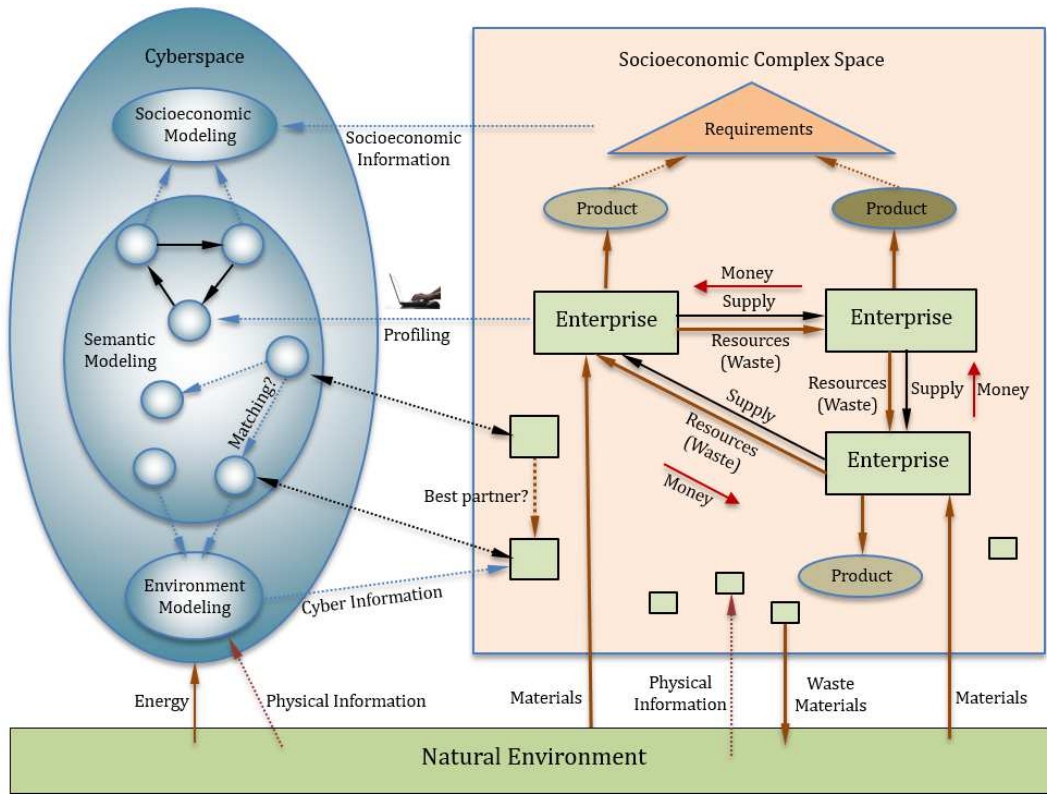 Cyberspace
Socioeconomic
Modeling
Semantic
Modeling
Matching?
Environment
Modeling
Socioeconomic
Information
Profiling
Best partner?
Cyber Information
Socioeconomic Complex Space
Requirements
Product
Product
Enterprise
Money
Supply
Resources
(Waste)
Enterprise
Resources
(Waste)
Supply
Money
Supply
Resources
(Waste)
Money
Enterprise
Product
Energy
Physical Information
Materials
Physical
Information
Waste
Materials
Materials
Natural Environment